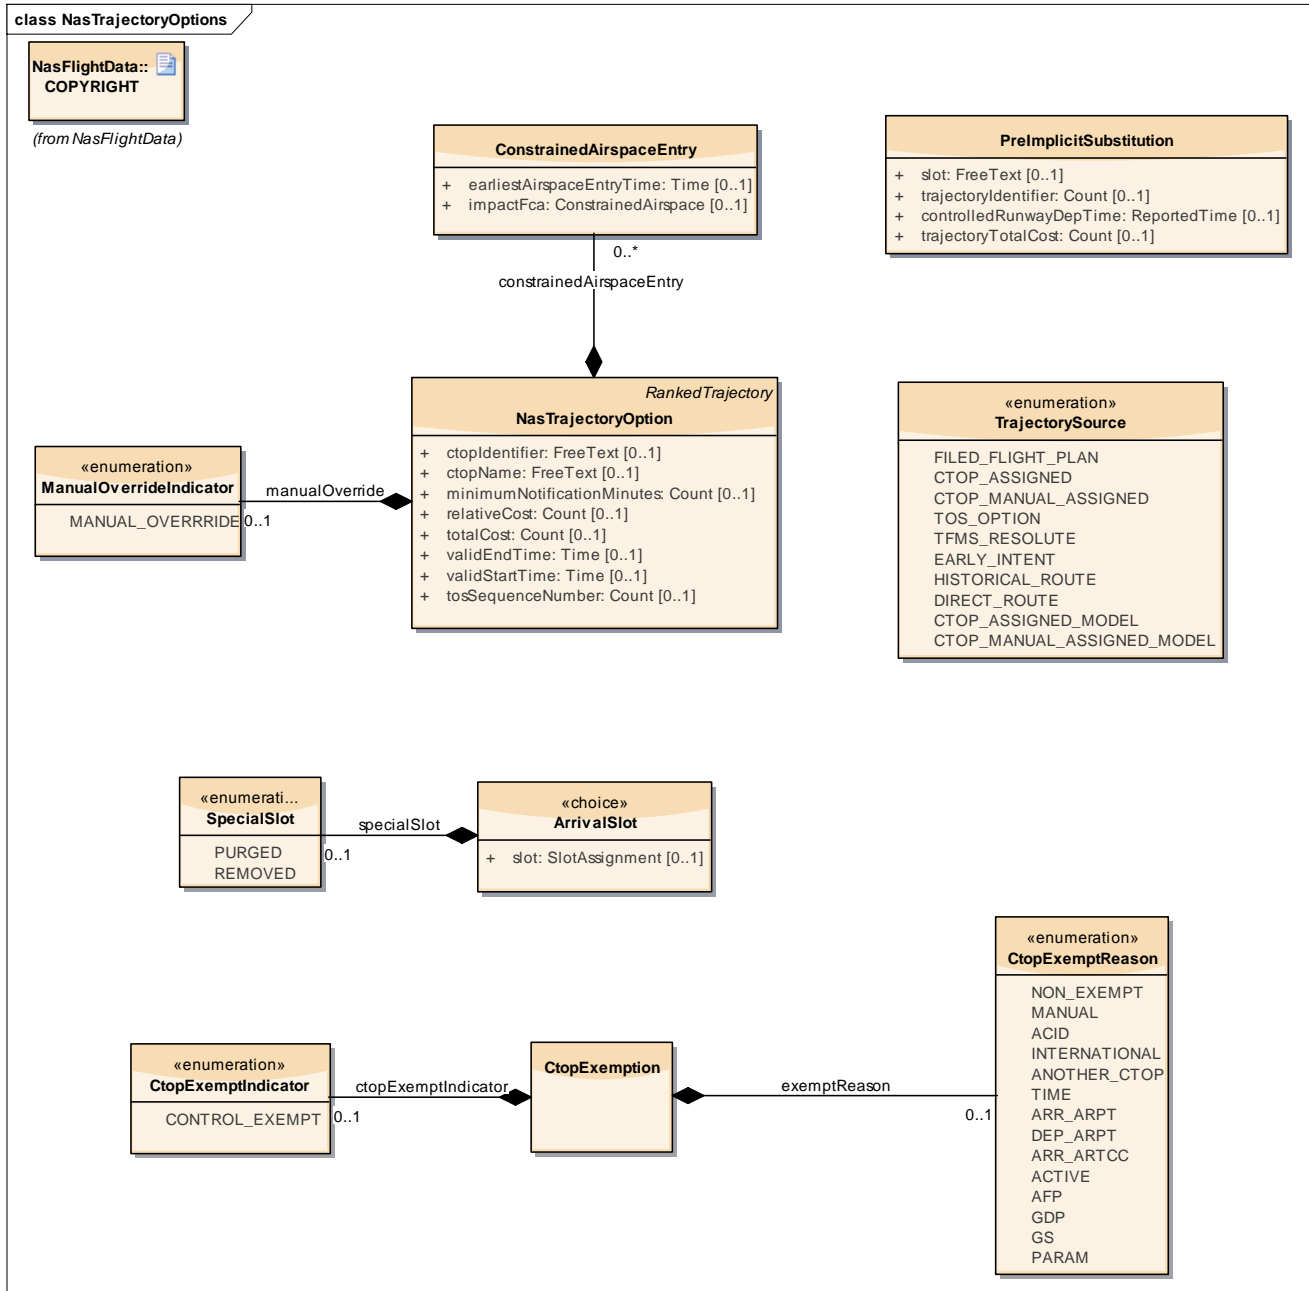 class NasTrajectoryOptions
NasFlightData::
COPYRIGHT
(from NasFlightData)
ConstrainedAirspaceEntry
+ earliestAirspaceEntryTime: Time [0..1]
+ impactFca: ConstrainedAirspace [0..1]
PreImplicitSubstitution
+ slot: FreeText [0..1]
+ trajectoryIdentifier: Count [0..1]
+ controlledRunwayDepTime: ReportedTime [0..1]
+ trajectoryTotalCost: Count [0..1]
0..*
constrainedAirspaceEntry
RankedTrajectory
NasTrajectoryOption
+ ctopIdentifier: FreeText [0..1]
+ ctopName: FreeText [0..1]
+ minimumNotificationMinutes: Count [0..1]
+ relativeCost: Count [0..1]
+ totalCost: Count [0..1]
+ validEndTime: Time [0..1]
+ validStartTime: Time [0..1]
+ tosSequenceNumber: Count [0..1]
«enumeration»
TrajectorySource
FILED_FLIGHT_PLAN
CTOP_ASSIGNED
CTOP_MANUAL_ASSIGNED
TOS_OPTION
TFMS_RESOLUTE
EARLY_INTENT
HISTORICAL_ROUTE
DIRECT_ROUTE
CTOP_ASSIGNED_MODEL
CTOP_MANUAL_ASSIGNED_MODEL
«enumeration»
ManualOverrideIndicator
MANUAL_OVERRRIDE
manualOverride
0..1
«enumerati...
SpecialSlot
PURGED
REMOVED
specialSlot
0..1
«choice»
ArrivalSlot
+ slot: SlotAssignment [0..1]
«enumeration»
CtopExemptIndicator
CONTROL_EXEMPT
ctopExemptIndicator
0..1
CtopExemption
exemptReason
0..1
«enumeration»
CtopExemptReason
NON_EXEMPT
MANUAL
ACID
INTERNATIONAL
ANOTHER_CTOP
TIME
ARR_ARPT
DEP_ARPT
ARR_ARTCC
ACTIVE
AFP
GDP
GS
PARAM